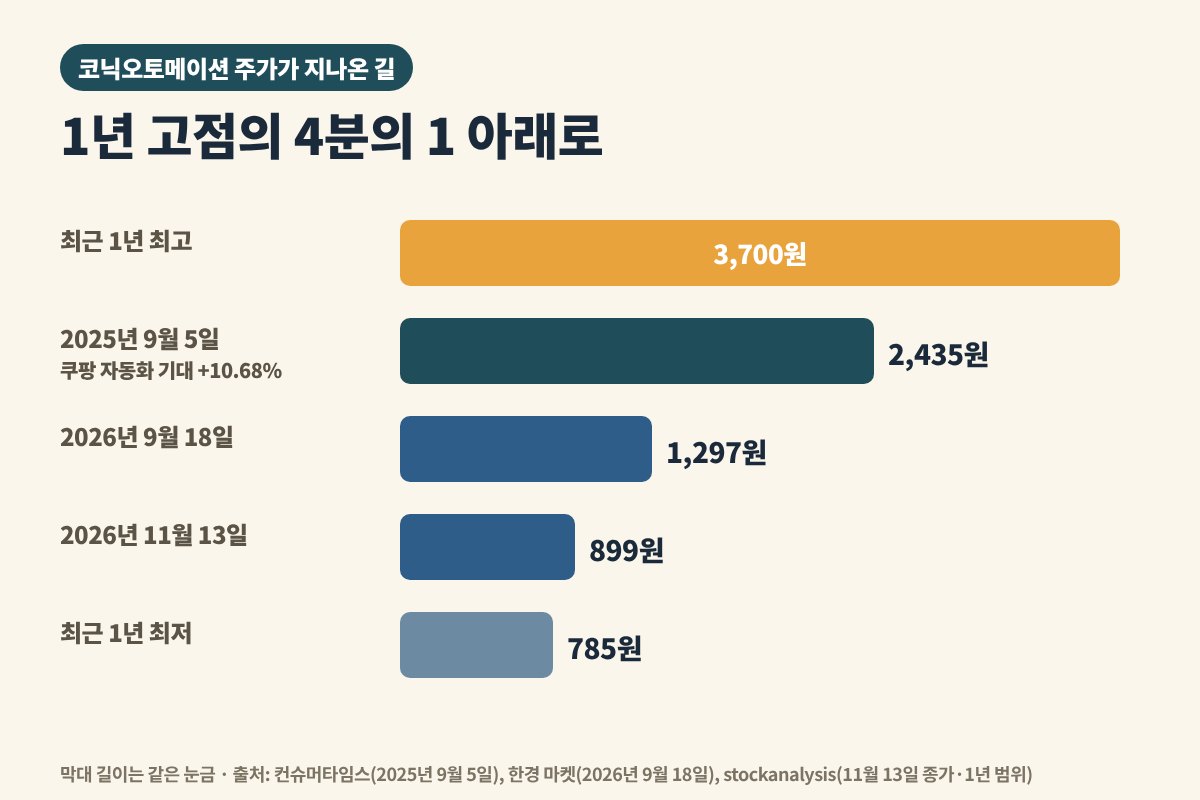 코닉오토메이션 주가가 지나온 길
1년 고점의 4분의 1 아래로
최근 1년 최고
3,700원
2025년 9월 5일
쿠팡 자동화 기대 +10.68%
2,435원
2026년 9월 18일
1,297원
2026년 11월 13일
899원
최근 1년 최저
785원
막대 길이는 같은 눈금 · 출처: 컨슈머타임스(2025년 9월 5일), 한경 마켓(2026년 9월 18일), stockanalysis(11월 13일 종가·1년 범위)